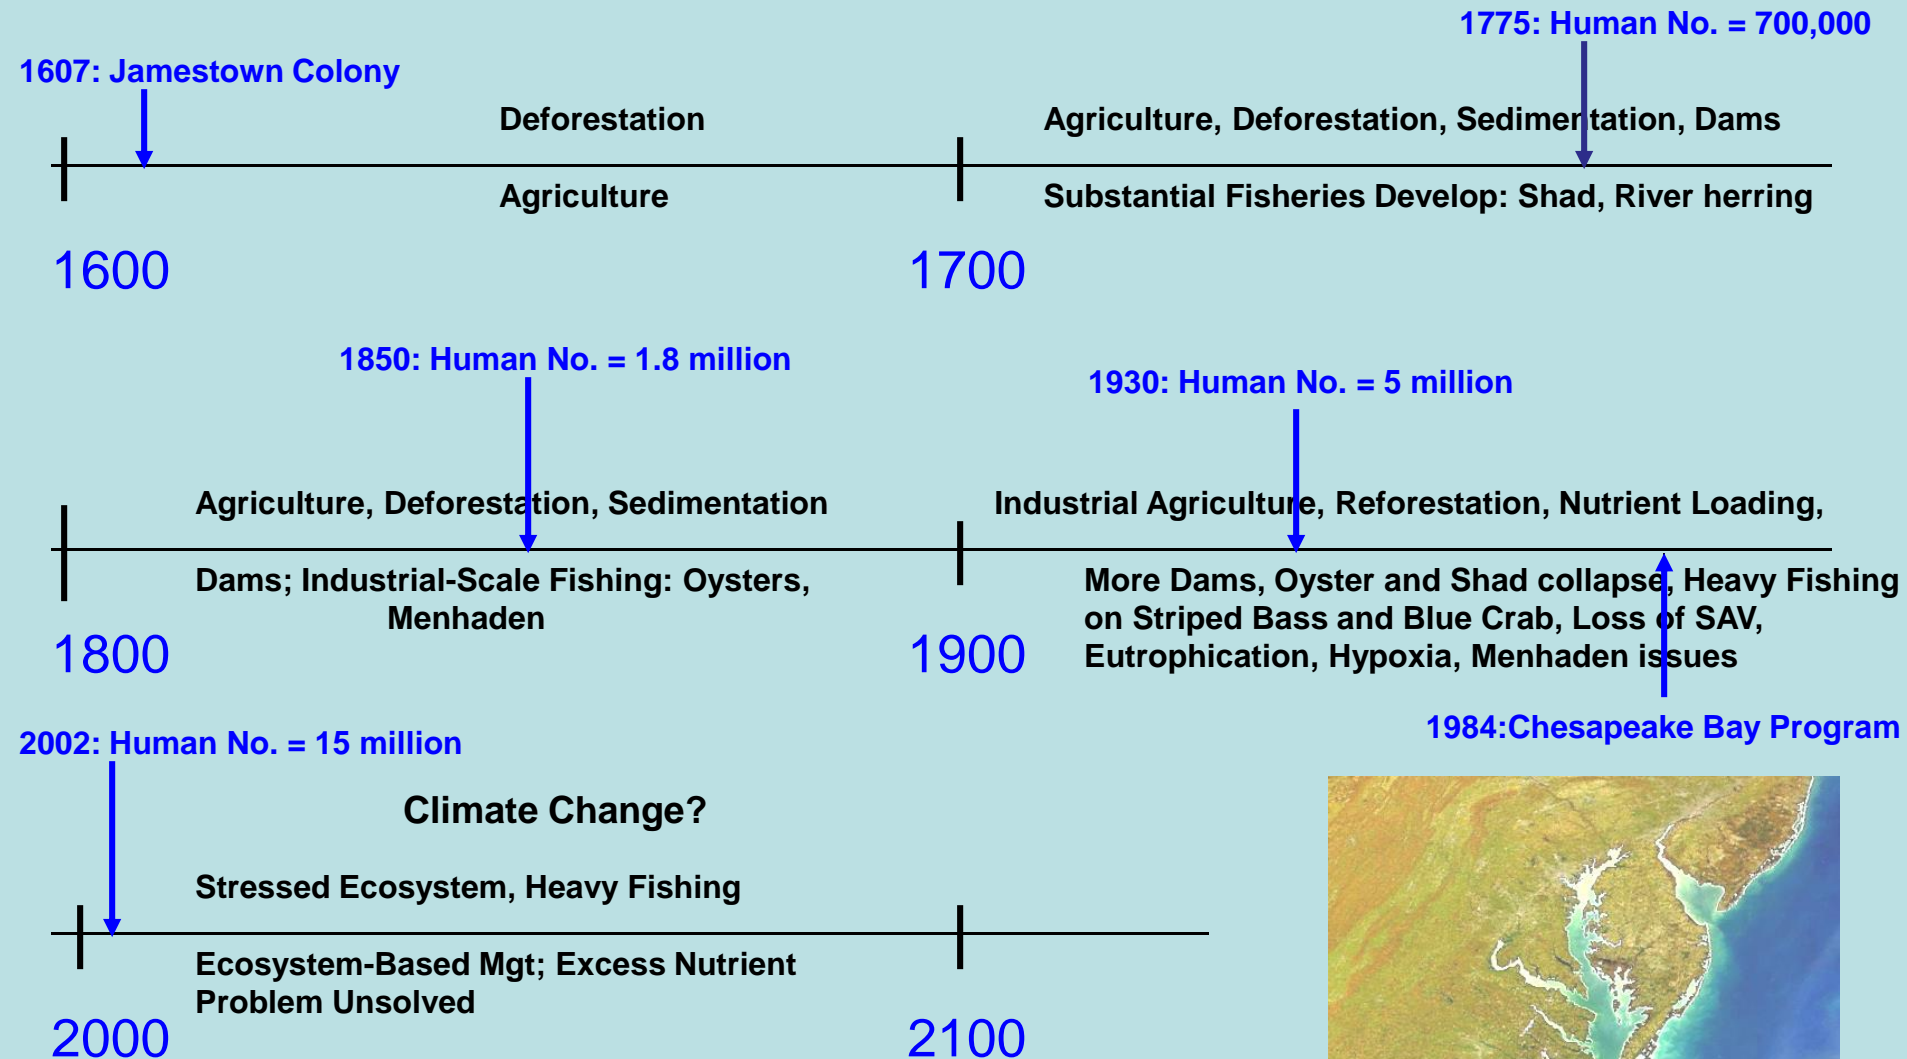 1775: Human No. = 700,000
1607: Jamestown Colony
Deforestation
Agriculture, Deforestation, Sedimentation, Dams
Agriculture
Substantial Fisheries Develop: Shad, River herring
1600
1700
1850: Human No. = 1.8 million
1930: Human No. = 5 million
Agriculture, Deforestation, Sedimentation
Industrial Agriculture, Reforestation, Nutrient Loading,
Dams; Industrial-Scale Fishing: Oysters,
Menhaden
More Dams, Oyster and Shad collapse, Heavy Fishing
on Striped Bass and Blue Crab, Loss of SAV,
Eutrophication, Hypoxia, Menhaden issues
1800
1900
1984:Chesapeake Bay Program
2002: Human No. = 15 million
Climate Change?
Stressed Ecosystem, Heavy Fishing
Ecosystem-Based Mgt; Excess Nutrient
Problem Unsolved
2000
2100